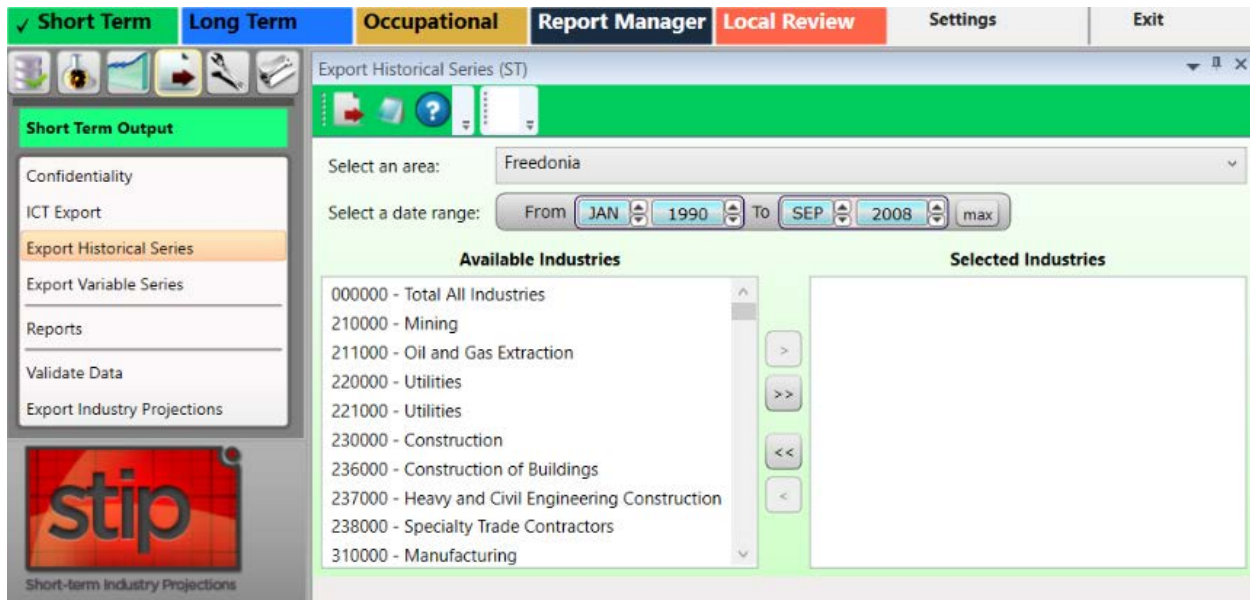 ✓ Short Term Long Term Occupational Report Manager Local Review Settings Exit
Export Historical Series (ST)
Short Term Output
Confidentiality
ICT Export
Export Historical Series
Export Variable Series
Reports
Validate Data
Export Industry Projections
stip
Short-term Industry Projections
?
Select an area: Freedonia
Select a date range: From JAN 1990 To SEP 2008 max
Available Industries
000000 - Total All Industries
210000 - Mining
211000 - Oil and Gas Extraction
220000 - Utilities
221000 - Utilities
230000 - Construction
236000 - Construction of Buildings
237000 - Heavy and Civil Engineering Construction
238000 - Specialty Trade Contractors
310000 - Manufacturing
>
>>
<<
<
Selected Industries